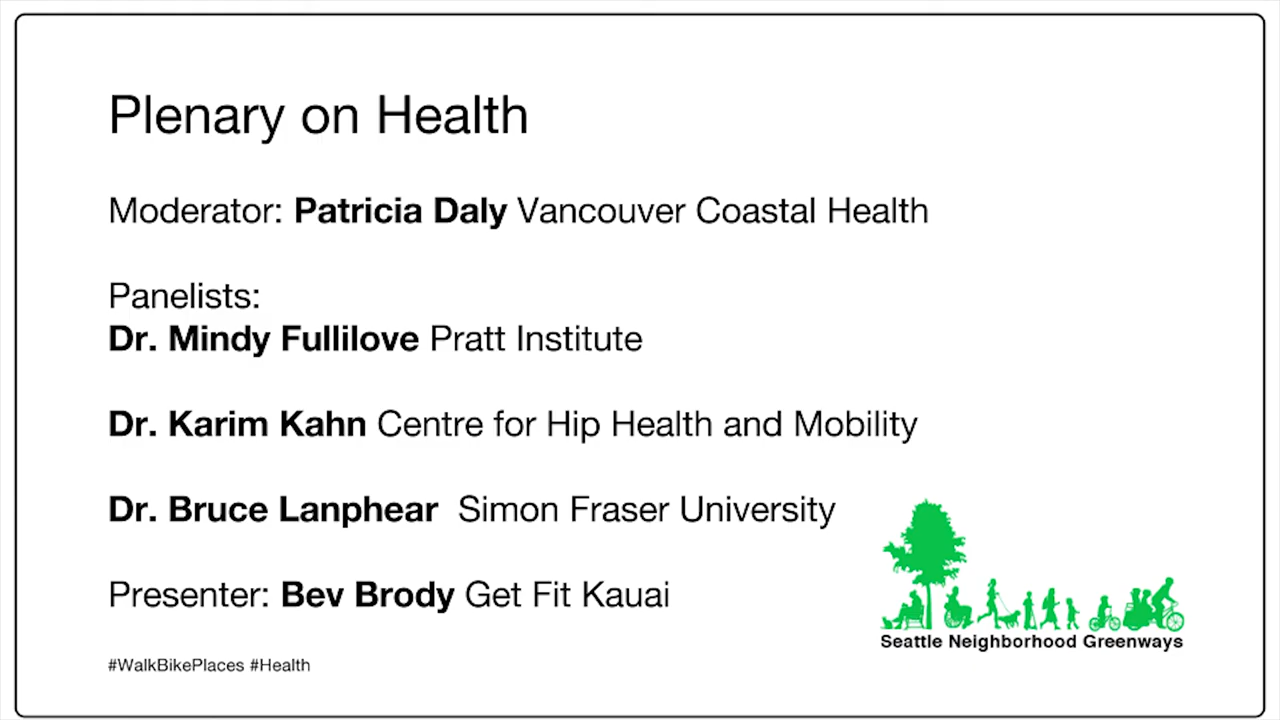 Plenary on Health
Moderator: Patricia Daly Vancouver Coastal Health
Panelists:
Dr. Mindy Fullilove Pratt Institute
Dr. Karim Kahn Centre for Hip Health and Mobility
Dr. Bruce Lanphear Simon Fraser University
Presenter: Bev Brody Get Fit Kauai
Seattle Neighborhood Greenways
#WalkBikePlaces #Health